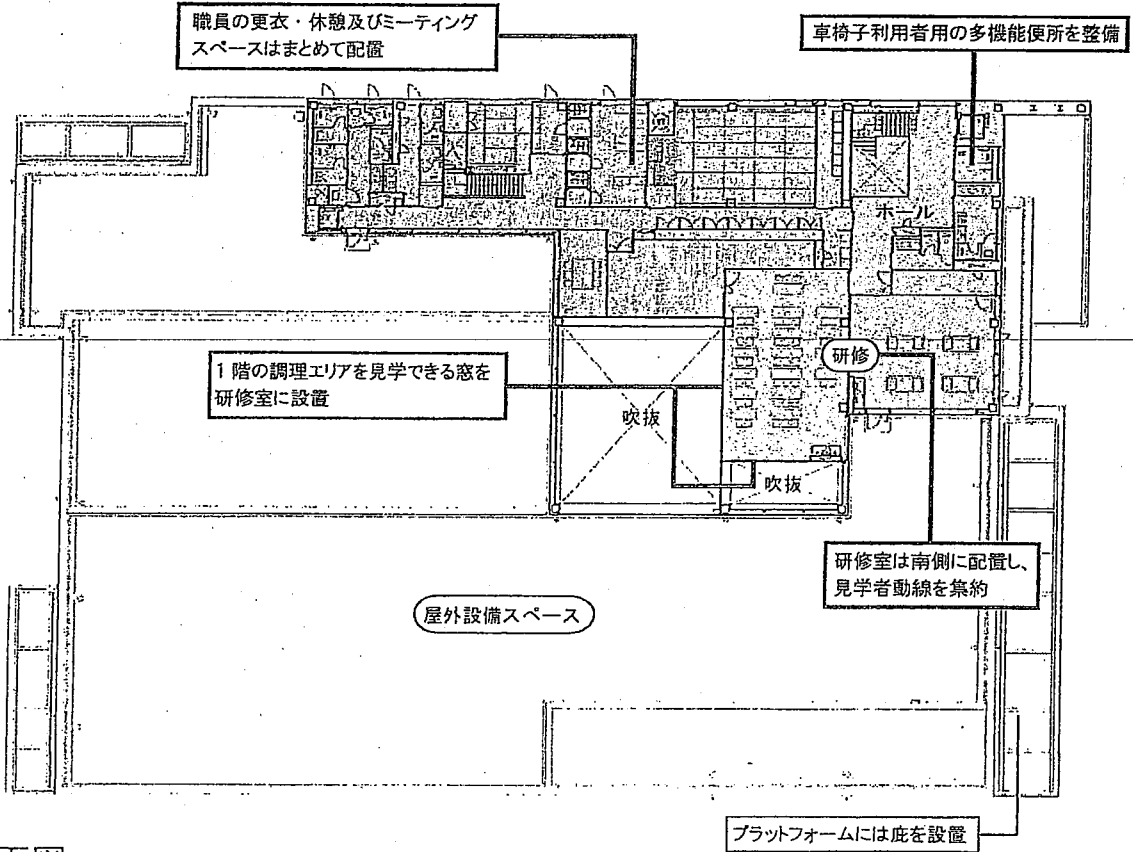 職員の更衣・休憩及びミーティング
スペースはまとめて配置
車椅子利用者用の多機能便所を整備
ホール
1階の調理エリアを見学できる窓を
研修室に設置
研修
吹抜
吹抜
研修室は南側に配置し、
見学者動線を集約
屋外設備スペース
プラットフォームには庇を設置